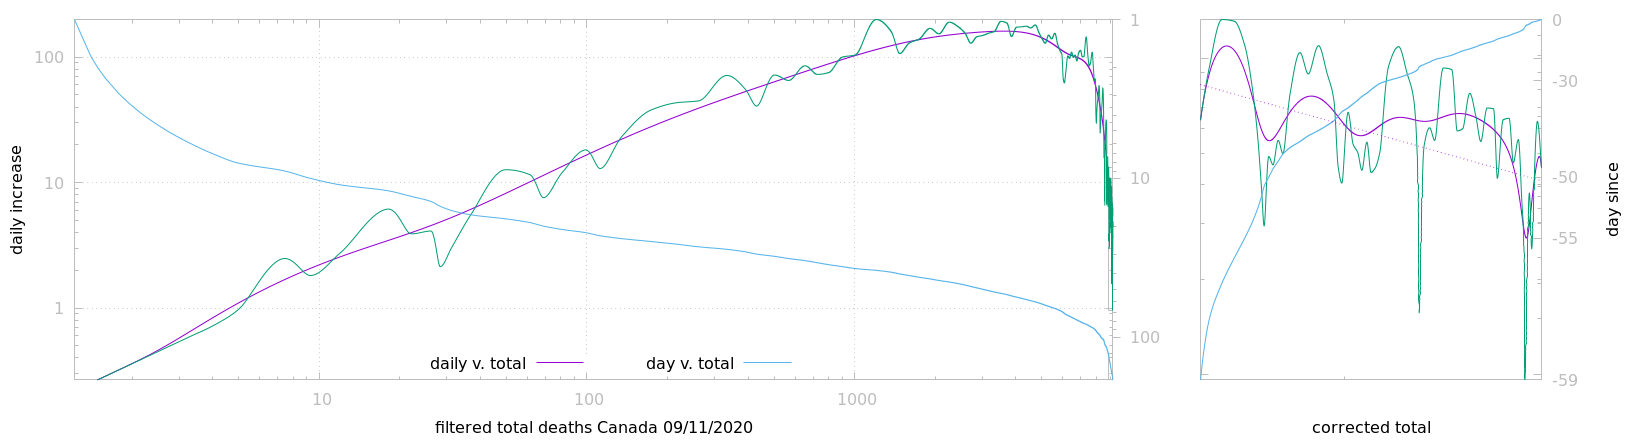 daily increase
100
10
1
10
100
1000
filtered total deaths Canada 09/11/2020
daily v. total
day v. total
1
10
100
0
-30
-50
-55
-59
day since
corrected total